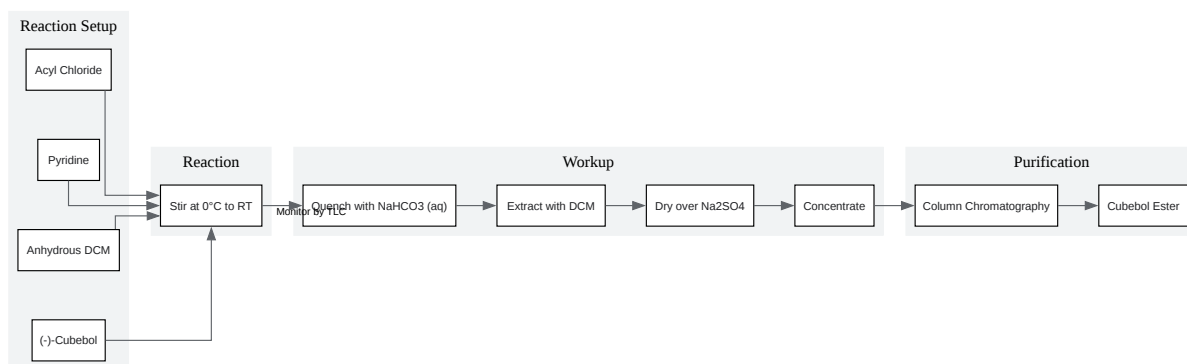 Reaction Setup
Acyl Chloride
Pyridine
Anhydrous DCM
(-)-Cubebol
Reaction
Stir at 0°C to RT
Monitor by TLC
Workup
Quench with NaHCO3 (aq)
Extract with DCM
Dry over Na2SO4
Concentrate
Purification
Column Chromatography
Cubebol Ester